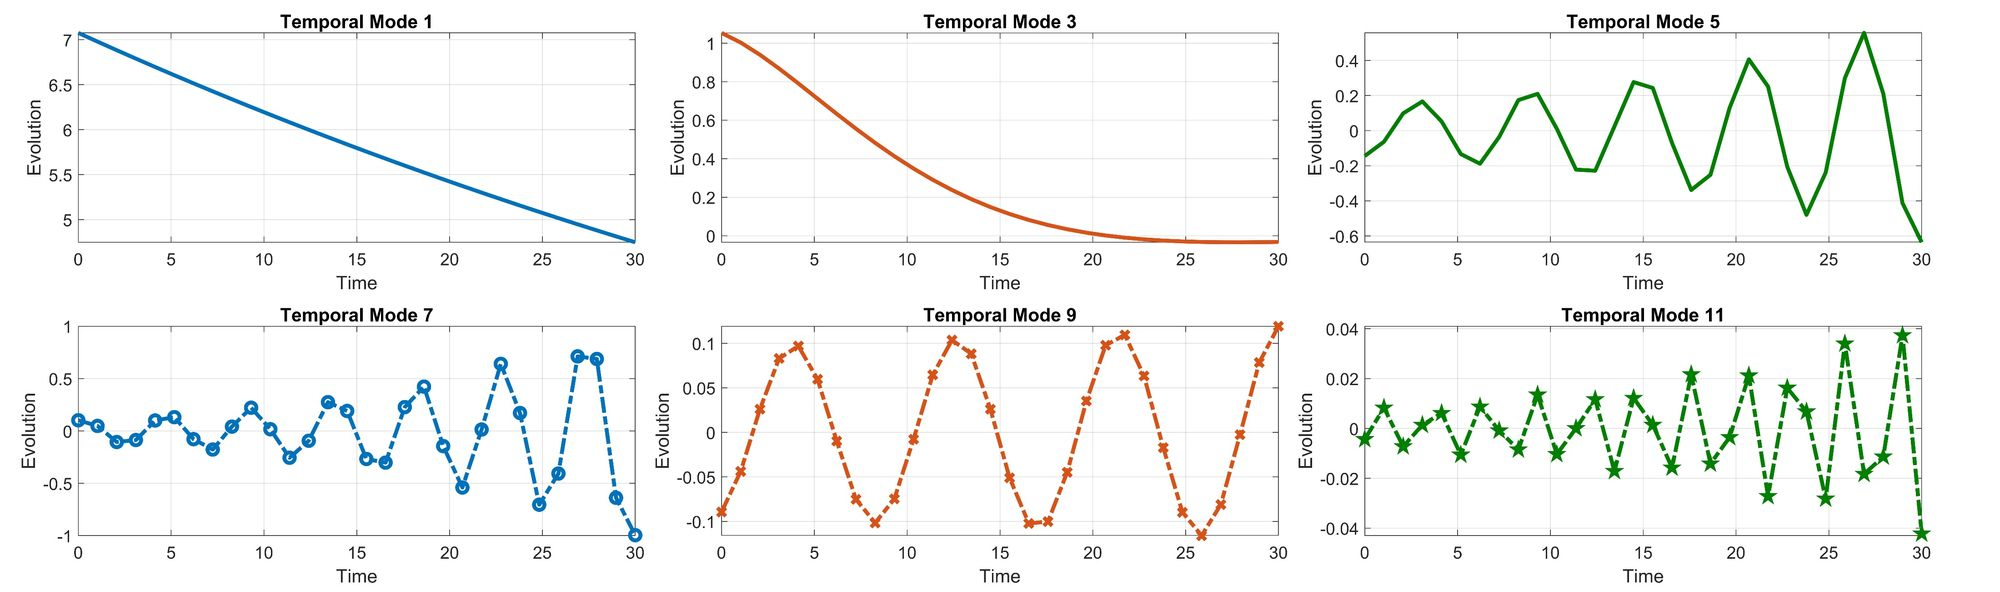 Temporal Mode 1
7
6.5
6
5.5
5
Evolution
0 5 10 15 20 25 30
Time
Temporal Mode 3
1
0.8
0.6
0.4
0.2
0
Evolution
0 5 10 15 20 25 30
Time
Temporal Mode 5
0.4
0.2
0
-0.2
-0.4
-0.6
Evolution
0 5 10 15 20 25 30
Time
Temporal Mode 7
1
0.5
0
-0.5
-1
Evolution
0 5 10 15 20 25 30
Time
Temporal Mode 9
0.1
0.05
0
-0.05
-0.1
Evolution
0 5 10 15 20 25 30
Time
Temporal Mode 11
0.04
0.02
0
-0.02
-0.04
Evolution
0 5 10 15 20 25 30
Time